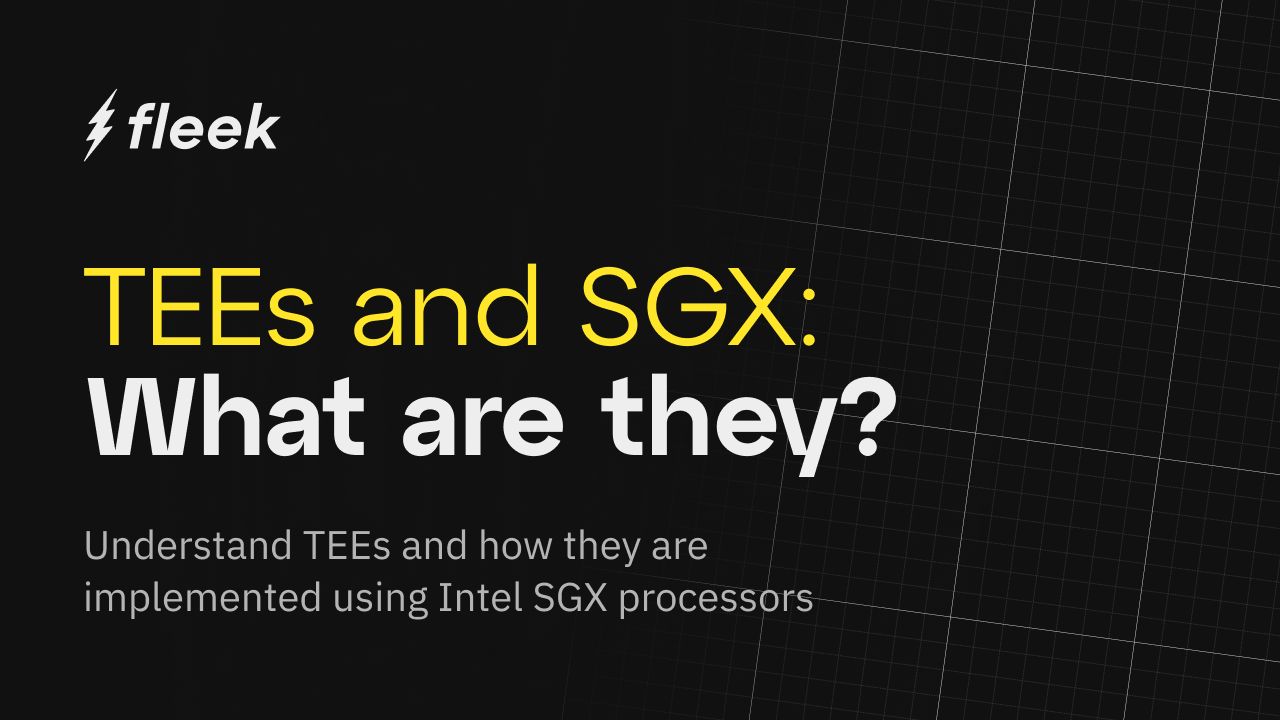 fleek
TEEs and SGX:
What are they?
Understand TEEs and how they are
implemented using Intel SGX processors